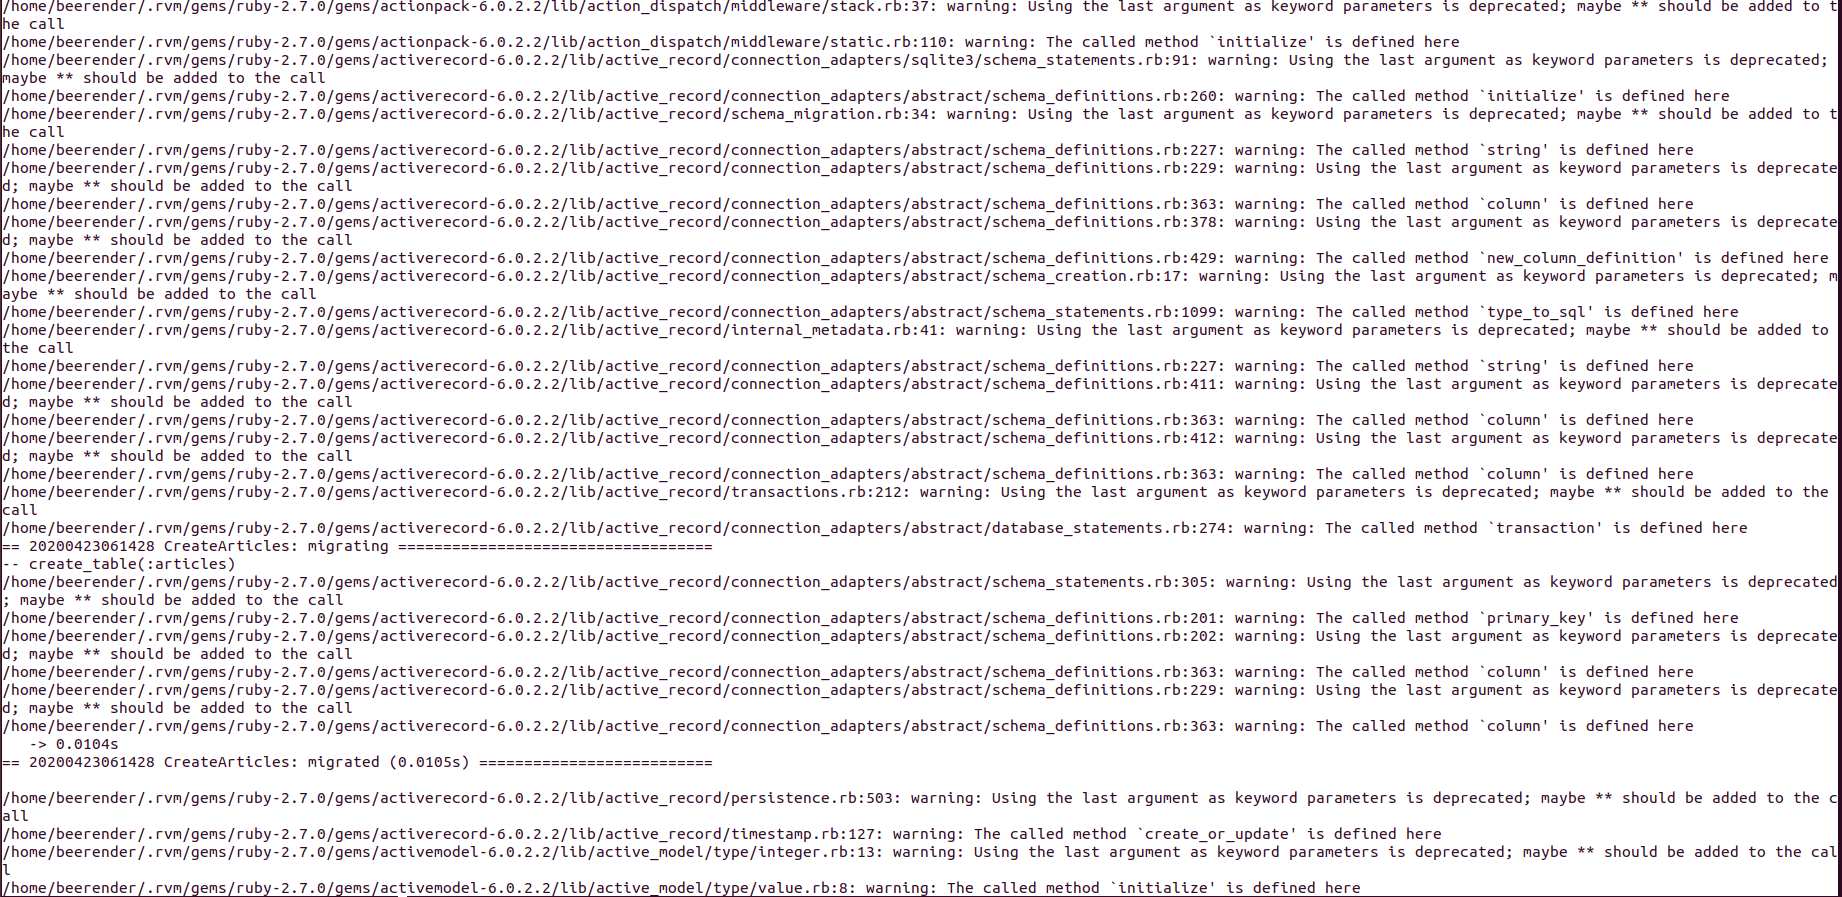 /home/beerender/.rvm/gems/ruby-2.7.0/gems/actionpack-6.0.2.2/lib/action_dispatch/middleware/stack.rb:37: warning: Using the last argument as keyword parameters is deprecated; maybe ** should be added to t
he call
/home/beerender/.rvm/gems/ruby-2.7.0/gems/actionpack-6.0.2.2/lib/action_dispatch/middleware/static.rb:110: warning: The called method `initialize' is defined here
/home/beerender/.rvm/gems/ruby-2.7.0/gems/activerecord-6.0.2.2/lib/active_record/connection_adapters/sqlite3/schema_statements.rb:91: warning: Using the last argument as keyword parameters is deprecated;
maybe ** should be added to the call
/home/beerender/.rvm/gems/ruby-2.7.0/gems/activerecord-6.0.2.2/lib/active_record/connection_adapters/abstract/schema_definitions.rb:260: warning: The called method `initialize' is defined here
/home/beerender/.rvm/gems/ruby-2.7.0/gems/activerecord-6.0.2.2/lib/active_record/schema_migration.rb:34: warning: Using the last argument as keyword parameters is deprecated; maybe ** should be added to t
he call
/home/beerender/.rvm/gems/ruby-2.7.0/gems/activerecord-6.0.2.2/lib/active_record/connection_adapters/abstract/schema_definitions.rb:227: warning: The called method `string' is defined here
/home/beerender/.rvm/gems/ruby-2.7.0/gems/activerecord-6.0.2.2/lib/active_record/connection_adapters/abstract/schema_definitions.rb:229: warning: Using the last argument as keyword parameters is deprecate
d; maybe ** should be added to the call
/home/beerender/.rvm/gems/ruby-2.7.0/gems/activerecord-6.0.2.2/lib/active_record/connection_adapters/abstract/schema_definitions.rb:363: warning: The called method `column' is defined here
/home/beerender/.rvm/gems/ruby-2.7.0/gems/activerecord-6.0.2.2/lib/active_record/connection_adapters/abstract/schema_definitions.rb:378: warning: Using the last argument as keyword parameters is deprecate
d; maybe ** should be added to the call
/home/beerender/.rvm/gems/ruby-2.7.0/gems/activerecord-6.0.2.2/lib/active_record/connection_adapters/abstract/schema_definitions.rb:429: warning: The called method `new_column_definition' is defined here
/home/beerender/.rvm/gems/ruby-2.7.0/gems/activerecord-6.0.2.2/lib/active_record/connection_adapters/abstract/schema_creation.rb:17: warning: Using the last argument as keyword parameters is deprecated; m
aybe ** should be added to the call
/home/beerender/.rvm/gems/ruby-2.7.0/gems/activerecord-6.0.2.2/lib/active_record/connection_adapters/abstract/schema_statements.rb:1099: warning: The called method `type_to_sql' is defined here
/home/beerender/.rvm/gems/ruby-2.7.0/gems/activerecord-6.0.2.2/lib/active_record/internal_metadata.rb:41: warning: Using the last argument as keyword parameters is deprecated; maybe ** should be added to
the call
/home/beerender/.rvm/gems/ruby-2.7.0/gems/activerecord-6.0.2.2/lib/active_record/connection_adapters/abstract/schema_definitions.rb:227: warning: The called method `string' is defined here
/home/beerender/.rvm/gems/ruby-2.7.0/gems/activerecord-6.0.2.2/lib/active_record/connection_adapters/abstract/schema_definitions.rb:411: warning: Using the last argument as keyword parameters is deprecate
d; maybe ** should be added to the call
/home/beerender/.rvm/gems/ruby-2.7.0/gems/activerecord-6.0.2.2/lib/active_record/connection_adapters/abstract/schema_definitions.rb:363: warning: The called method `column' is defined here
/home/beerender/.rvm/gems/ruby-2.7.0/gems/activerecord-6.0.2.2/lib/active_record/connection_adapters/abstract/schema_definitions.rb:412: warning: Using the last argument as keyword parameters is deprecate
d; maybe ** should be added to the call
/home/beerender/.rvm/gems/ruby-2.7.0/gems/activerecord-6.0.2.2/lib/active_record/connection_adapters/abstract/schema_definitions.rb:363: warning: The called method `column' is defined here
/home/beerender/.rvm/gems/ruby-2.7.0/gems/activerecord-6.0.2.2/lib/active_record/transactions.rb:212: warning: Using the last argument as keyword parameters is deprecated; maybe ** should be added to the
call
/home/beerender/.rvm/gems/ruby-2.7.0/gems/activerecord-6.0.2.2/lib/active_record/connection_adapters/abstract/database_statements.rb:274: warning: The called method `transaction' is defined here
== 20200423061428 CreateArticles: migrating ===================================
-- create_table(:articles)
/home/beerender/.rvm/gems/ruby-2.7.0/gems/activerecord-6.0.2.2/lib/active_record/connection_adapters/abstract/schema_statements.rb:305: warning: Using the last argument as keyword parameters is deprecated
; maybe ** should be added to the call
/home/beerender/.rvm/gems/ruby-2.7.0/gems/activerecord-6.0.2.2/lib/active_record/connection_adapters/abstract/schema_definitions.rb:201: warning: The called method `primary_key' is defined here
/home/beerender/.rvm/gems/ruby-2.7.0/gems/activerecord-6.0.2.2/lib/active_record/connection_adapters/abstract/schema_definitions.rb:202: warning: Using the last argument as keyword parameters is deprecate
d; maybe ** should be added to the call
/home/beerender/.rvm/gems/ruby-2.7.0/gems/activerecord-6.0.2.2/lib/active_record/connection_adapters/abstract/schema_definitions.rb:363: warning: The called method `column' is defined here
/home/beerender/.rvm/gems/ruby-2.7.0/gems/activerecord-6.0.2.2/lib/active_record/connection_adapters/abstract/schema_definitions.rb:229: warning: Using the last argument as keyword parameters is deprecate
d; maybe ** should be added to the call
/home/beerender/.rvm/gems/ruby-2.7.0/gems/activerecord-6.0.2.2/lib/active_record/connection_adapters/abstract/schema_definitions.rb:363: warning: The called method `column' is defined here
   -> 0.0104s
== 20200423061428 CreateArticles: migrated (0.0105s) ==========================

/home/beerender/.rvm/gems/ruby-2.7.0/gems/activerecord-6.0.2.2/lib/active_record/persistence.rb:503: warning: Using the last argument as keyword parameters is deprecated; maybe ** should be added to the c
all
/home/beerender/.rvm/gems/ruby-2.7.0/gems/activerecord-6.0.2.2/lib/active_record/timestamp.rb:127: warning: The called method `create_or_update' is defined here
/home/beerender/.rvm/gems/ruby-2.7.0/gems/activemodel-6.0.2.2/lib/active_model/type/integer.rb:13: warning: Using the last argument as keyword parameters is deprecated; maybe ** should be added to the cal
l
/home/beerender/.rvm/gems/ruby-2.7.0/gems/activemodel-6.0.2.2/lib/active_model/type/value.rb:8: warning: The called method `initialize' is defined here